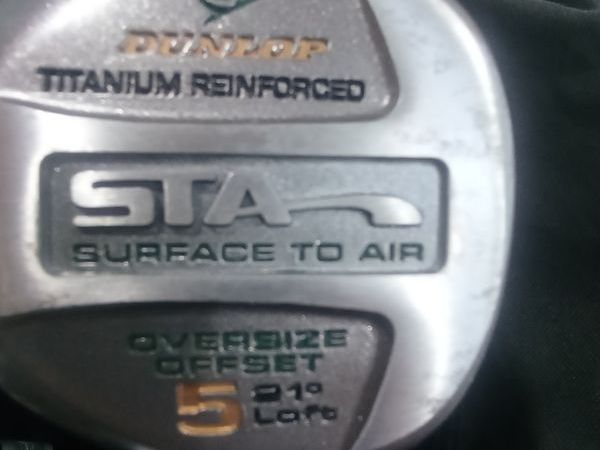 DUNLOP
TITANIUM REINFORCED
STA
SURFACE TO AIR
OVERSIZE
OFFSET
5 21° Loft